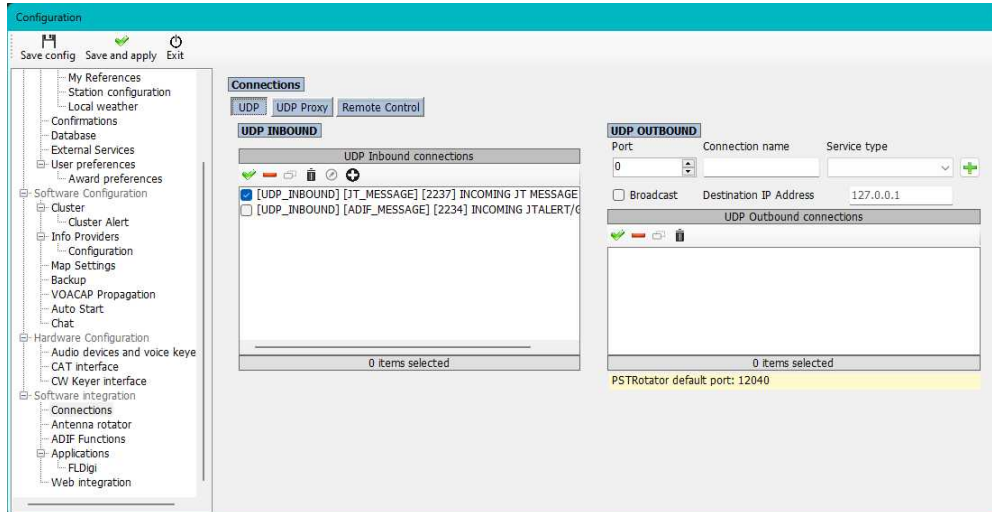 Configuration
Save config Save and apply Exit
My References
Station configuration
Local weather
Confirmations
Database
External Services
User preferences
Award preferences
Software Configuration
Cluster
Cluster Alert
Info Providers
Configuration
Map Settings
Backup
VOACAP Propagation
Auto Start
Chat
Hardware Configuration
Audio devices and voice keye
CAT interface
CW Keyer interface
Software integration
Connections
Antenna rotator
ADIF Functions
Applications
FLDigi
Web integration
Connections
UDP UDP Proxy Remote Control
UDP INBOUND
UDP Inbound connections
[UDP_INBOUND] [JT_MESSAGE] [2237] INCOMING JT MESSAGE
[UDP_INBOUND] [ADIF_MESSAGE] [2234] INCOMING JTALERT/G
0 items selected
UDP OUTBOUND
Port Connection name Service type
0
Broadcast Destination IP Address 127.0.0.1
UDP Outbound connections
0 items selected
PSTRotator default port: 12040